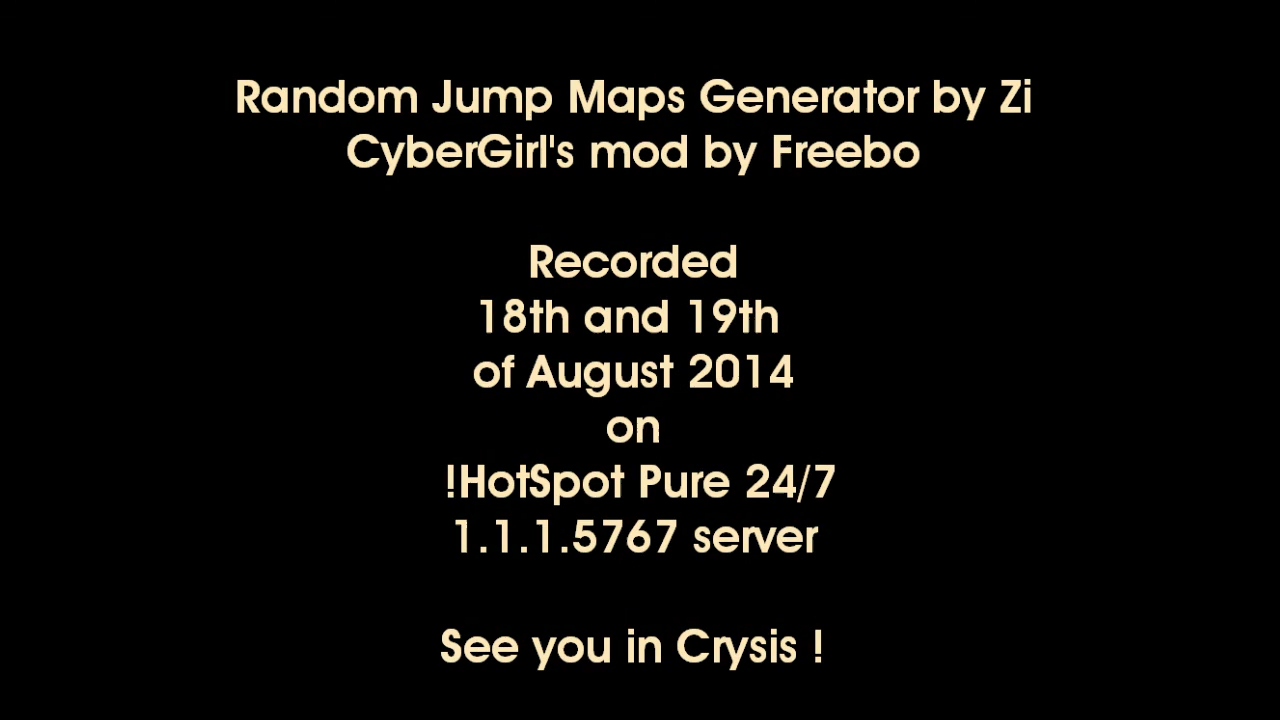 Random Jump Maps Generator by Zi
CyberGirl's mod by Freebo
Recorded
18th and 19th
of August 2014
on
!HotSpot Pure 24/7
1.1.1.5767 server
See you in Crysis !